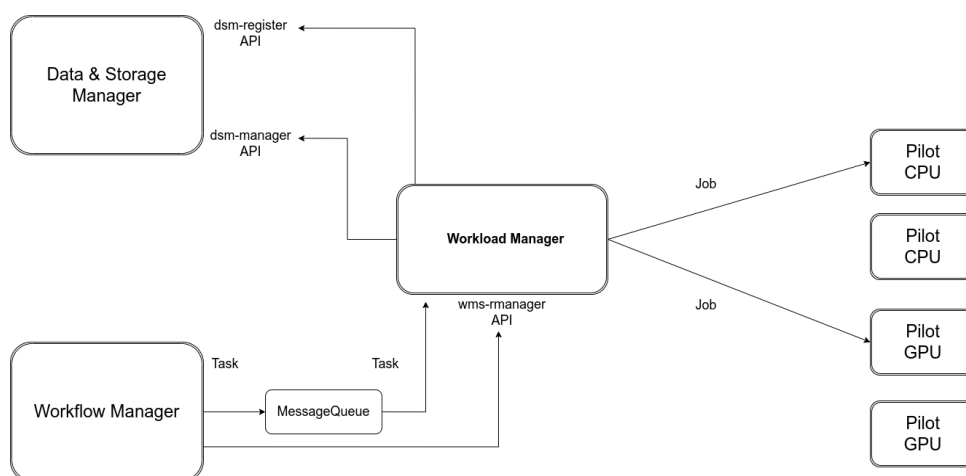 dsm-register
API
Data & Storage
Manager
dsm-manager
API
Pilot
CPU
Job
Workload Manager
Pilot
CPU
wms-rmanager
API
Job
Pilot
GPU
Task
Task
Workflow Manager
MessageQueue
Pilot
GPU